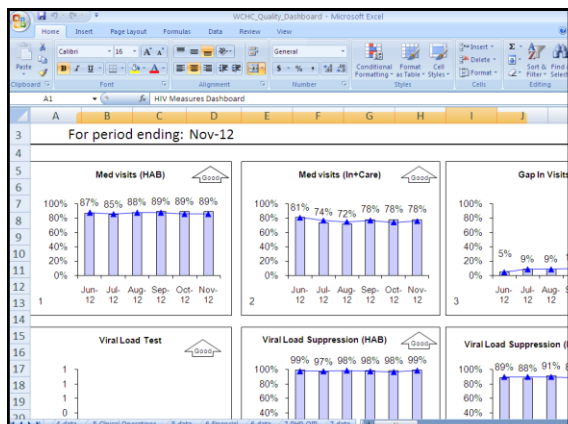 WCHC_Quality_Dashboard - Microsoft Excel
Home Insert Page Layout Formulas Data Review View
Calibri 16 A A General Insert Σ
Paste B I U A $ % , Conditional Format Cell Delete Sort & Find
Formatting as Table Styles Format Filter Select
Clipboard Font Alignment Number Styles Cells Editing
A1 fx HIV Measures Dashboard
A B C D E F G H I J
3 For period ending: Nov-12
4
5
6
7
8
9
10
11
12
13
14
15
16
17
18
19
20
Med visits (HAB) Good
100% 87% 85% 88% 89% 89% 89%
80%
60%
40%
20%
0%
Jun-12 Jul-12 Aug-12 Sep-12 Oct-12 Nov-12
1
Med visits (In+Care) Good
100% 81% 74% 72% 78% 78% 78%
80%
60%
40%
20%
0%
Jun-12 Jul-12 Aug-12 Sep-12 Oct-12 Nov-12
2
Gap In Visits
100%
80%
60%
40%
20%
0%
5% 9% 9%
Jun-12 Jul-12 Aug-12
3
Viral Load Test Good
1
1
1
0
Viral Load Suppression (HAB) Good
99% 97% 98% 98% 98% 99%
100%
80%
60%
40%
Viral Load Suppression
89% 88% 91%
100%
80%
60%
40%